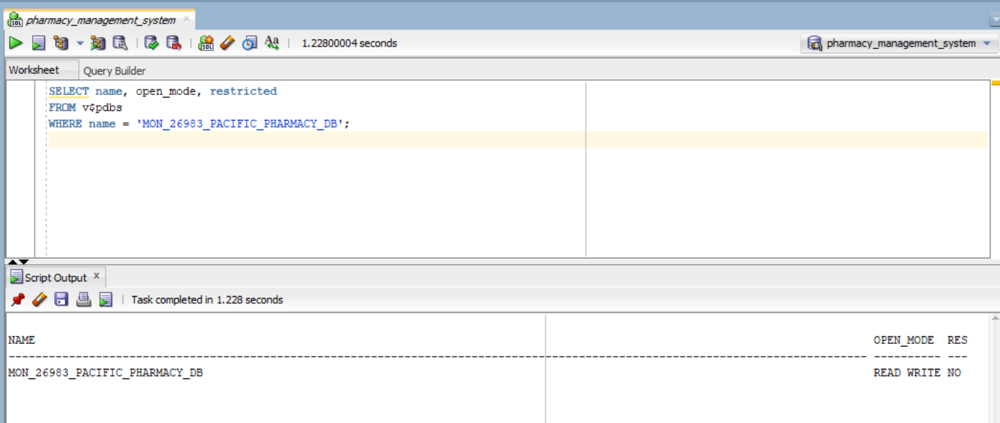 pharmacy_management_system
1.22800004 seconds
pharmacy_management_system
Worksheet
Query Builder
SELECT name, open_mode, restricted
FROM v$pdbs
WHERE name = 'MON_26983_PACIFIC_PHARMACY_DB';
Script Output x
Task completed in 1.228 seconds
NAME OPEN_MODE RES
-------------------------------------------------------------------------------------------------------------------------------- ---------- ---
MON_26983_PACIFIC_PHARMACY_DB READ WRITE NO